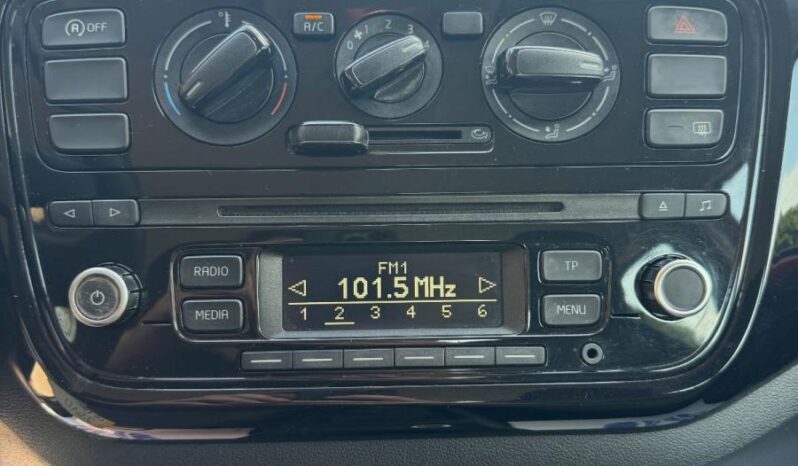 A OFF
A/C
0 1 2 3 4
RADIO
MEDIA
FM1
101.5 MHz
1 2 3 4 5 6
TP
MENU